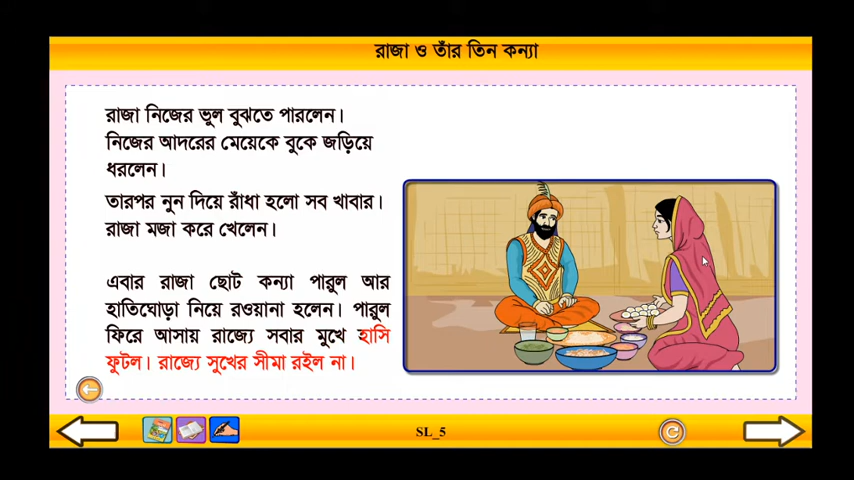 রাজা ও তাঁর তিন কন্যা
রাজা নিজের ভুল বুঝতে পারলেন।
নিজের আদরের মেয়েকে বুকে জড়িয়ে
ধরলেন।
তারপর নুন দিয়ে রাঁধা হলো সব খাবার।
রাজা মজা করে খেলেন।
এবার রাজা ছোট কন্যা পারুল আর
হাতিঘোড়া নিয়ে রওয়ানা হলেন। পারুল
ফিরে আসায় রাজ্যে সবার মুখে হাসি
ফুটল। রাজ্যে সুখের সীমা রইল না।
SL_5